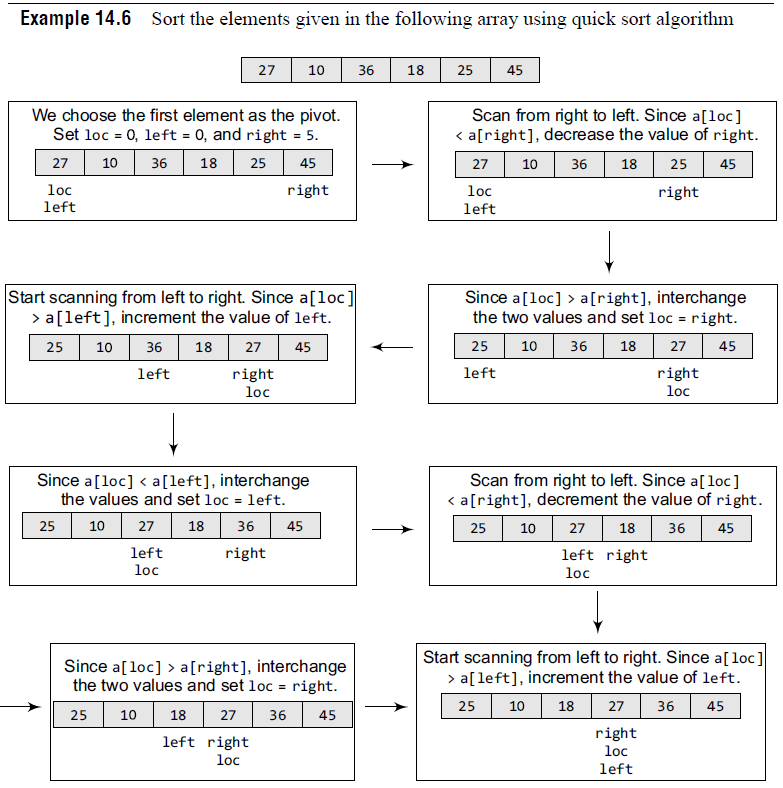 Example 14.6 Sort the elements given in the following array using quick sort algorithm
27 10 36 18 25 45
We choose the first element as the pivot.
Set loc = 0, left = 0, and right = 5.
27 10 36 18 25 45
loc right
left
Scan from right to left. Since a[loc]
< a[right], decrease the value of right.
27 10 36 18 25 45
loc right
left
Since a[loc] > a[right], interchange
the two values and set loc = right.
25 10 36 18 27 45
left right
loc
Start scanning from left to right. Since a[loc]
> a[left], increment the value of left.
25 10 36 18 27 45
left right
loc
Since a[loc] < a[left], interchange
the values and set loc = left.
25 10 27 18 36 45
left right
loc
Scan from right to left. Since a[loc]
< a[right], decrement the value of right.
25 10 27 18 36 45
left right
loc
Since a[loc] > a[right], interchange
the two values and set loc = right.
25 10 18 27 36 45
left right
loc
Start scanning from left to right. Since a[loc]
> a[left], increment the value of left.
25 10 18 27 36 45
right
loc
left